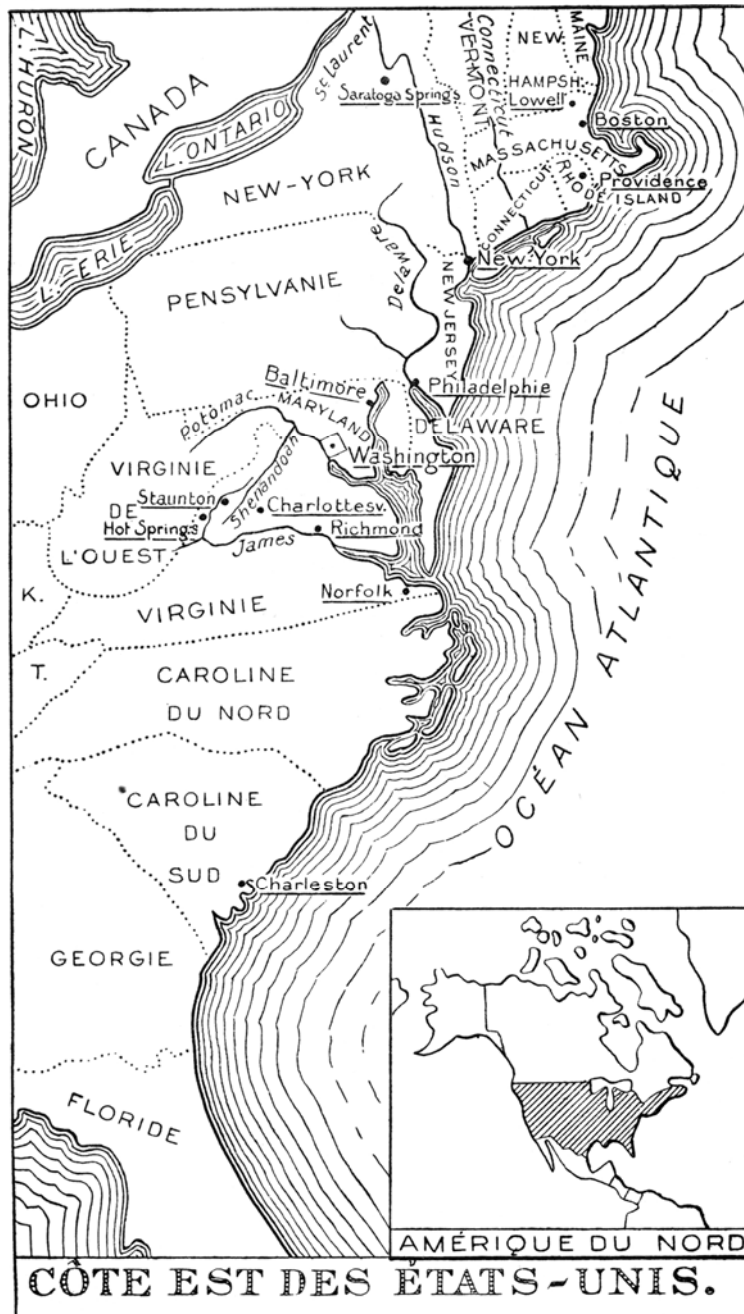 L. HURON
CANADA
L. ONTARIO
St Laurent
L. ERIE
Saratoga Springs
Hudson
Connecticut
VERMONT
NEW
HAMPSH.
MAINE
Lowell
Boston
MASSACHUSETTS
Providence
RHODE
ISLAND
CONNECTICUT
NEW-YORK
New-York
Delaware
PENSYLVANIE
NEW JERSEY
Philadelphie
Baltimore
MARYLAND
DELAWARE
OHIO
Potomac
Washington
VIRGINIE
DE
L'OUEST
Shenandoah
Staunton
Hot Springs
Charlottesv.
Richmond
James
Norfolk
K.
VIRGINIE
T.
CAROLINE
DU NORD
CAROLINE
DU
SUD
Charleston
GEORGIE
FLORIDE
OCÉAN ATLANTIQUE
AMÉRIQUE DU NORD
CÔTE EST DES ÉTATS-UNIS.